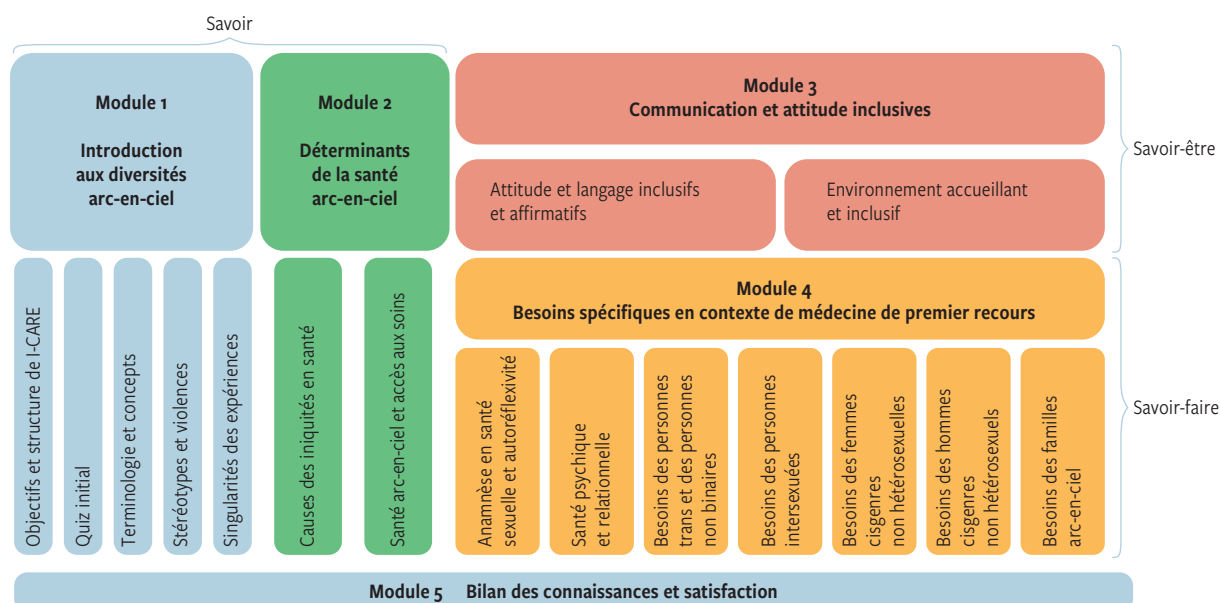 Savoir
Module 1
Introduction
aux diversités
arc-en-ciel
Module 2
Déterminants
de la santé
arc-en-ciel
Module 3
Communication et attitude inclusives
Attitude et langage inclusifs
et affirmatifs
Environnement accueillant
et inclusif
Savoir-être
Objectifs et structure de I-CARE
Quiz initial
Terminologie et concepts
Stéréotypes et violences
Singularités des expériences
Causes des iniquités en santé
Santé arc-en-ciel et accès aux soins
Module 4
Besoins spécifiques en contexte de médecine de premier recours
Anamnèse en santé
sexuelle et autoréflexivité
Santé psychique
et relationnelle
Besoins des personnes
trans et des personnes
non binaires
Besoins des personnes
intersexuées
Besoins des femmes
cisgenres
non hétérosexuelles
Besoins des hommes
cisgenres
non hétérosexuels
Besoins des familles
arc-en-ciel
Savoir-faire
Module 5 Bilan des connaissances et satisfaction